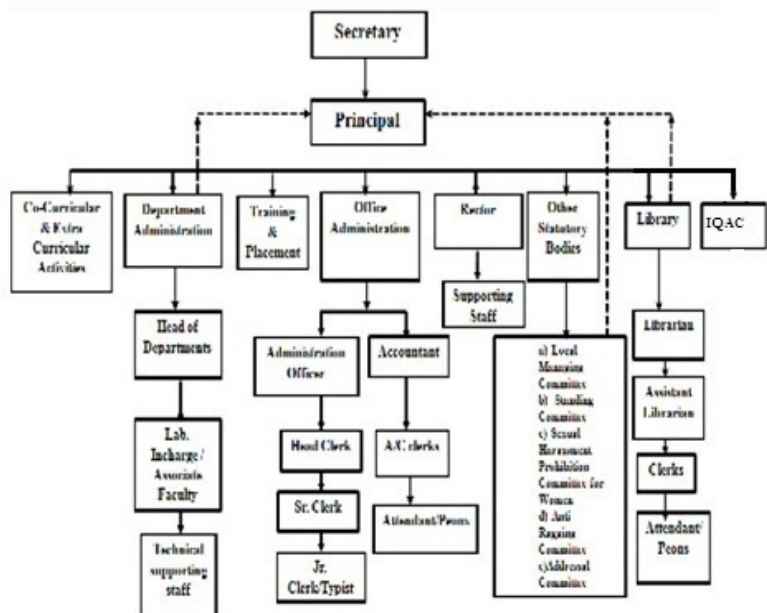 Secretary
Principal
Co-Curricular
& Extra
Curricular
Activities
Department
Administration
Training
&
Placement
Office
Administration
Rector
Other
Statutory
Bodies
Library
IQAC
Head of
Departments
Lab.
Incharge /
Associate
Faculty
Technical
supporting
staff
Administration
Officer
Head Clerk
Sr. Clerk
Jr.
Clerk/Typist
Accountant
A/C clerks
Attendant/Peons
Supporting
Staff
a) Local
Managing
Committee
b) Standing
Committee
c) Sexual
Harassment
Prohibition
Committee for
Women
d) Anti
Ragging
Committee
Committee
Librarian
Assistant
Librarian
Clerks
Attendant/
Peons